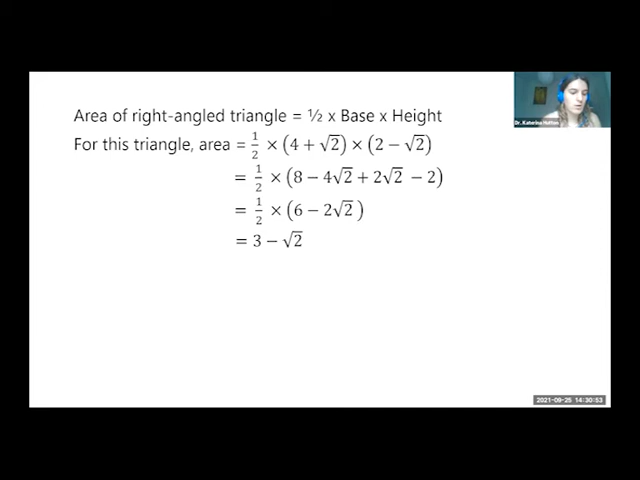 Area of right-angled triangle = ½ x Base x Height
For this triangle, area = 1/2 × (4 + √2) × (2 − √2)
= 1/2 × (8 − 4√2 + 2√2 − 2)
= 1/2 × (6 − 2√2 )
= 3 − √2
Dr. Katerina Hutton
2021-09-25 14:30:53